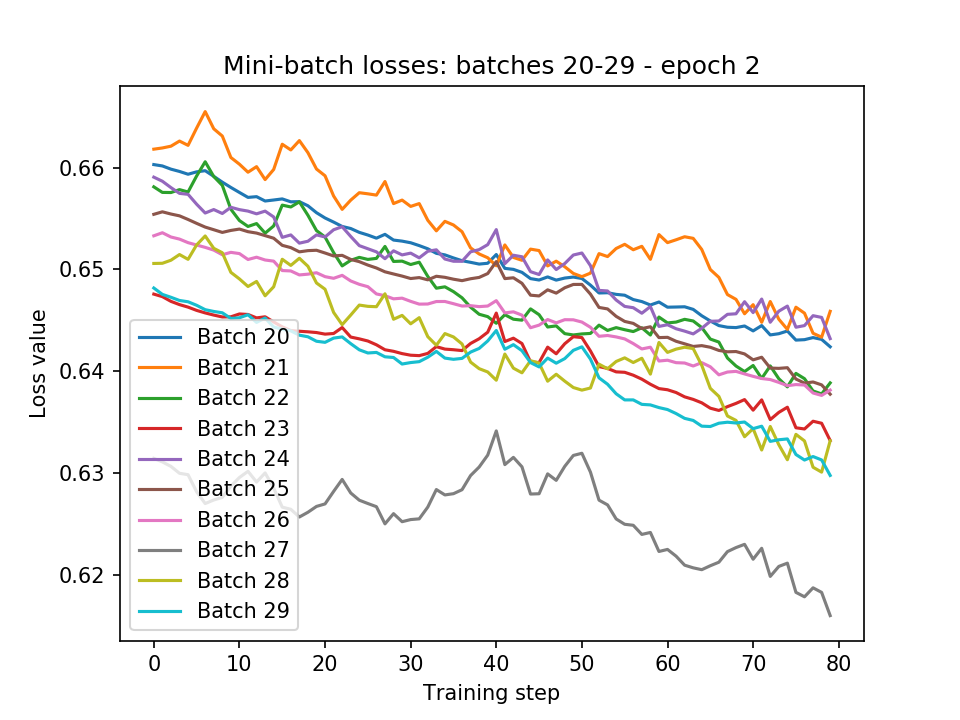 Mini-batch losses: batches 20-29 - epoch 2
0.66
0.65
0.64
0.63
0.62
Loss value
Batch 20
Batch 21
Batch 22
Batch 23
Batch 24
Batch 25
Batch 26
Batch 27
Batch 28
Batch 29
0 10 20 30 40 50 60 70 80
Training step